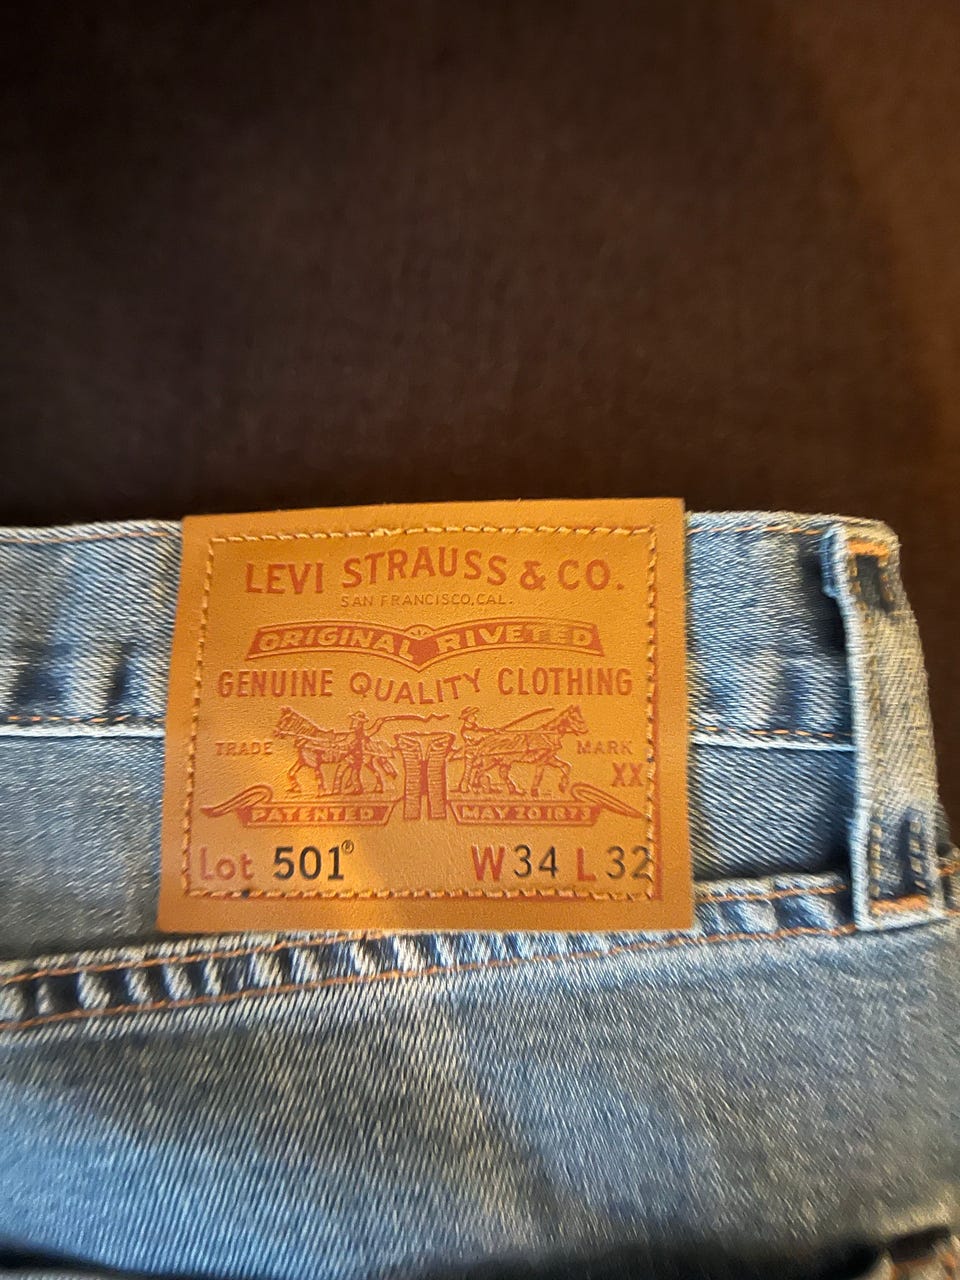 LEVI STRAUSS & CO.
SAN FRANCISCO, CAL.
ORIGINAL RIVETED
GENUINE QUALITY CLOTHING
TRADE MARK
XX
PATENTED MAY 20 1873
Lot 501® W34 L32